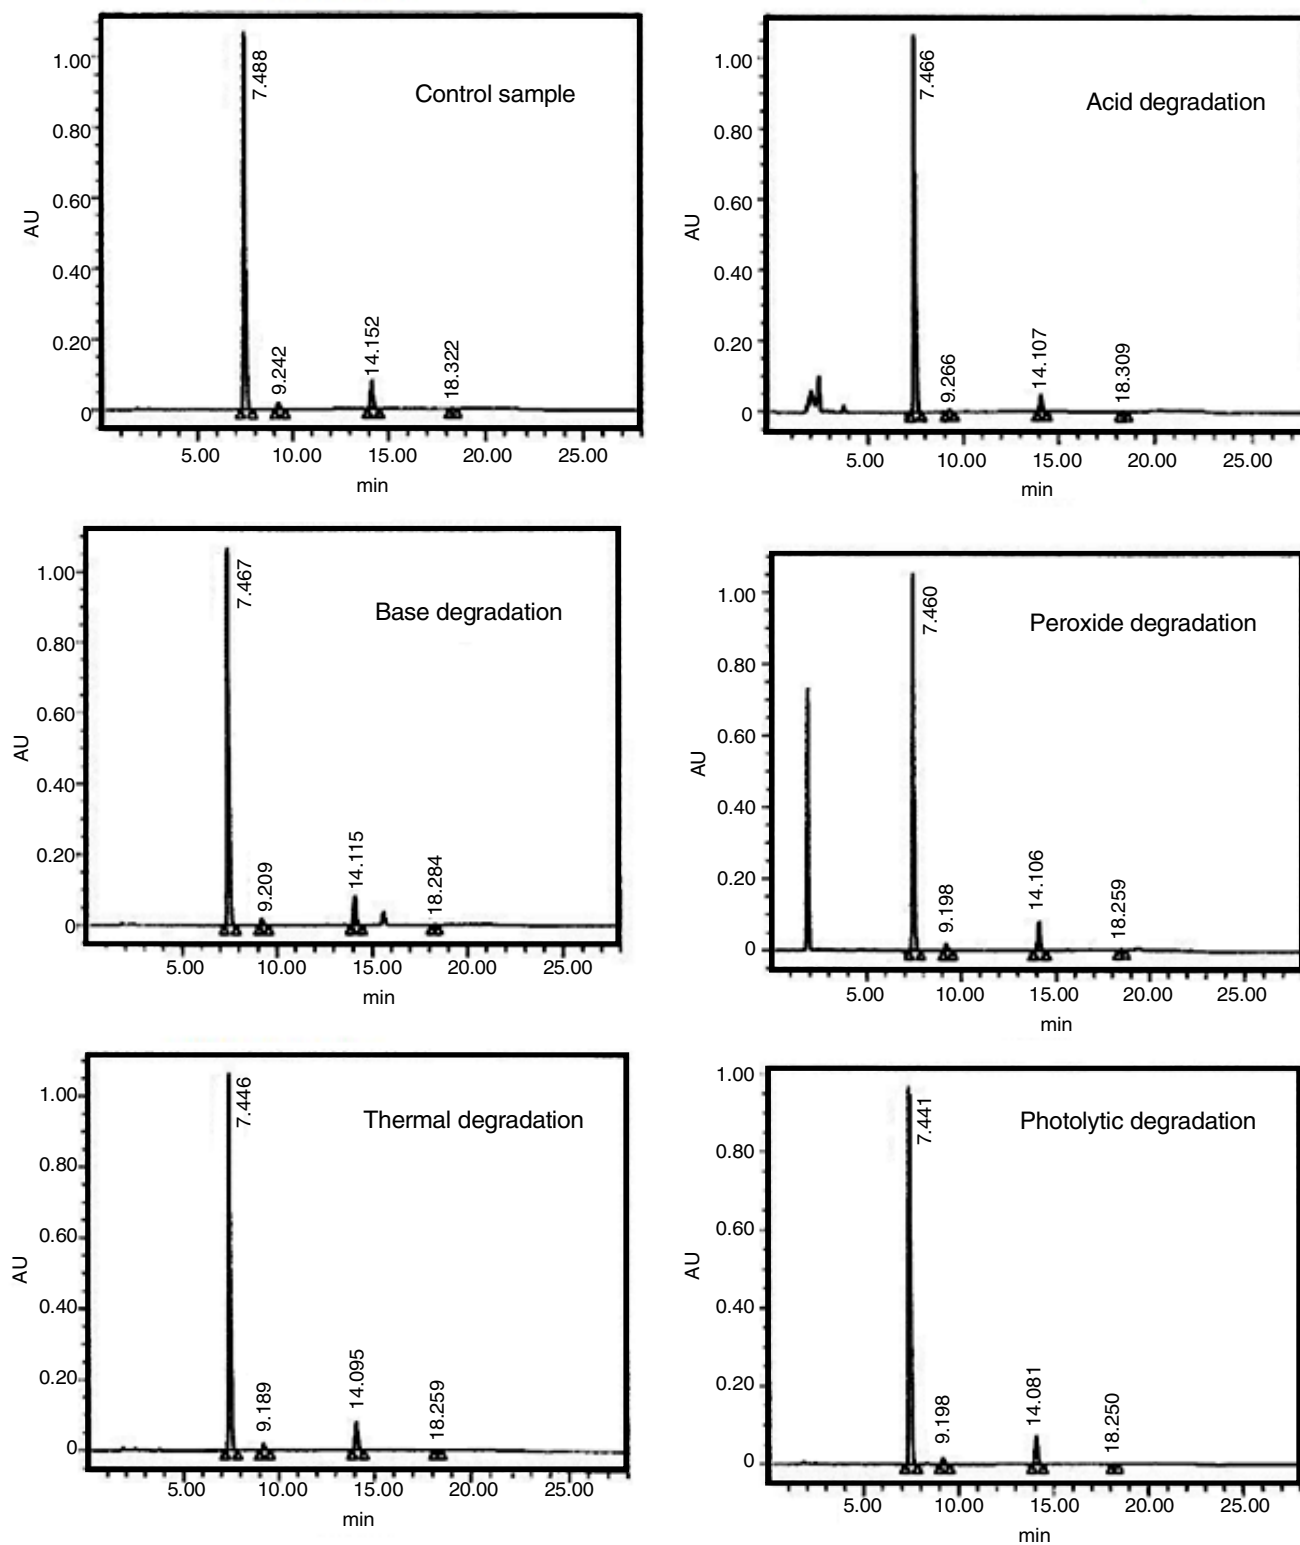 Control sample
AU
1.00
0.80
0.60
0.40
0.20
0
7.488
9.242
14.152
18.322
5.00 10.00 15.00 20.00 25.00
min
Acid degradation
AU
1.00
0.80
0.60
0.40
0.20
0
7.466
9.266
14.107
18.309
5.00 10.00 15.00 20.00 25.00
min
Base degradation
AU
1.00
0.80
0.60
0.40
0.20
0
7.467
9.209
14.115
18.284
5.00 10.00 15.00 20.00 25.00
min
Peroxide degradation
AU
1.00
0.80
0.60
0.40
0.20
0
7.460
9.198
14.106
18.259
5.00 10.00 15.00 20.00 25.00
min
Thermal degradation
AU
1.00
0.80
0.60
0.40
0.20
0
7.446
9.189
14.095
18.259
5.00 10.00 15.00 20.00 25.00
min
Photolytic degradation
AU
1.00
0.80
0.60
0.40
0.20
0
7.441
9.198
14.081
18.250
5.00 10.00 15.00 20.00 25.00
min